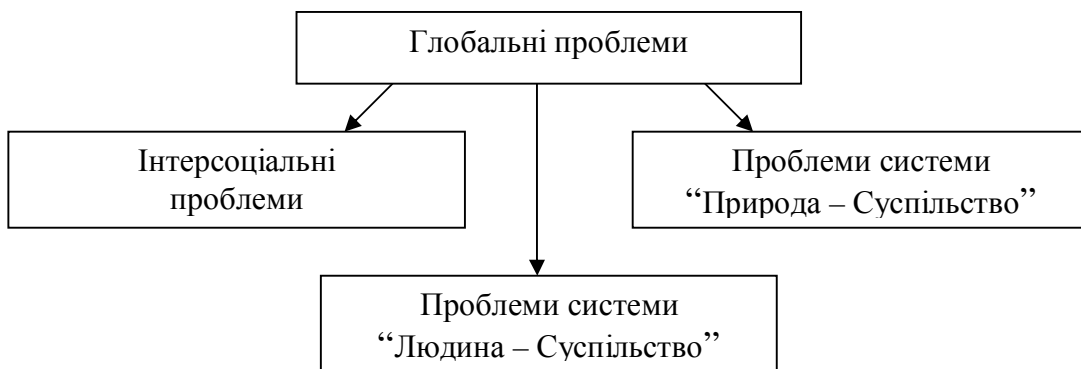 Глобальні проблеми
Інтерсоціальні
проблеми
Проблеми системи
“Природа – Суспільство”
Проблеми системи
“Людина – Суспільство”